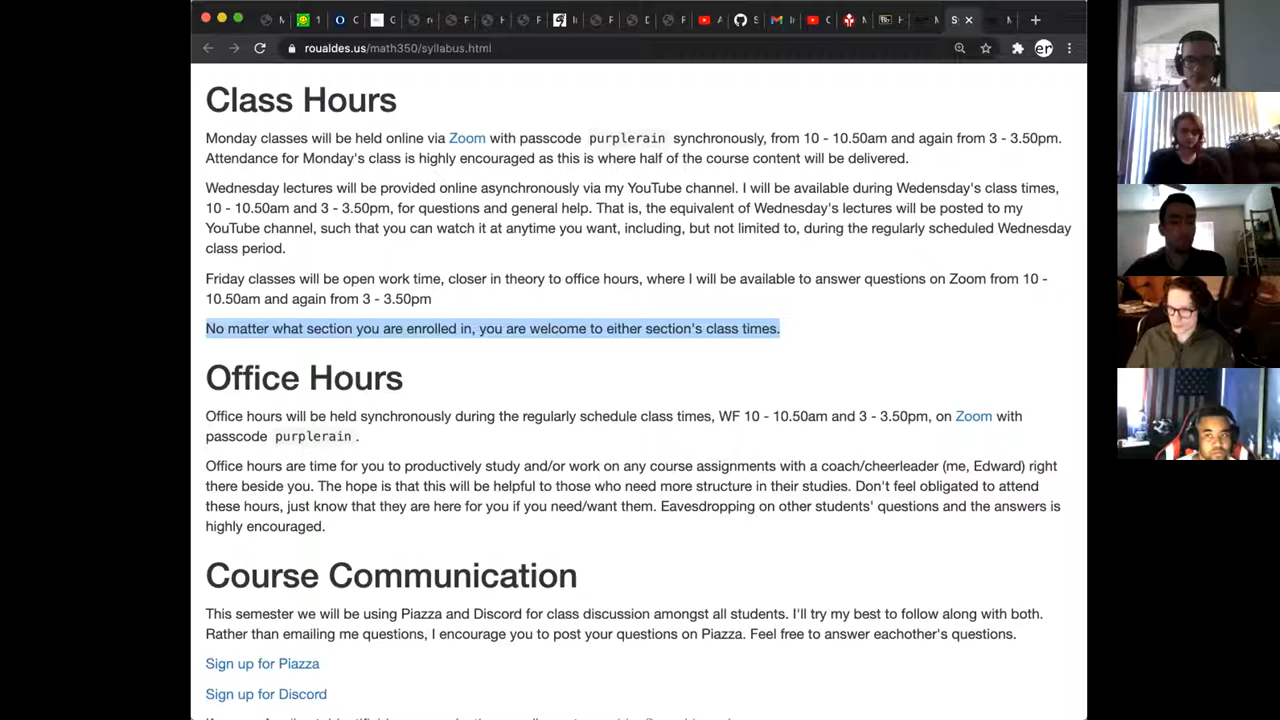 roualdes.us/math350/syllabus.html
er
Class Hours
Monday classes will be held online via Zoom with passcode purplerain synchronously, from 10 - 10.50am and again from 3 - 3.50pm.
Attendance for Monday's class is highly encouraged as this is where half of the course content will be delivered.
Wednesday lectures will be provided online asynchronously via my YouTube channel. I will be available during Wedensday's class times,
10 - 10.50am and 3 - 3.50pm, for questions and general help. That is, the equivalent of Wednesday's lectures will be posted to my
YouTube channel, such that you can watch it at anytime you want, including, but not limited to, during the regularly scheduled Wednesday
class period.
Friday classes will be open work time, closer in theory to office hours, where I will be available to answer questions on Zoom from 10 -
10.50am and again from 3 - 3.50pm
No matter what section you are enrolled in, you are welcome to either section's class times.
Office Hours
Office hours will be held synchronously during the regularly schedule class times, WF 10 - 10.50am and 3 - 3.50pm, on Zoom with
passcode purplerain.
Office hours are time for you to productively study and/or work on any course assignments with a coach/cheerleader (me, Edward) right
there beside you. The hope is that this will be helpful to those who need more structure in their studies. Don't feel obligated to attend
these hours, just know that they are here for you if you need/want them. Eavesdropping on other students' questions and the answers is
highly encouraged.
Course Communication
This semester we will be using Piazza and Discord for class discussion amongst all students. I'll try my best to follow along with both.
Rather than emailing me questions, I encourage you to post your questions on Piazza. Feel free to answer eachother's questions.
Sign up for Piazza
Sign up for Discord